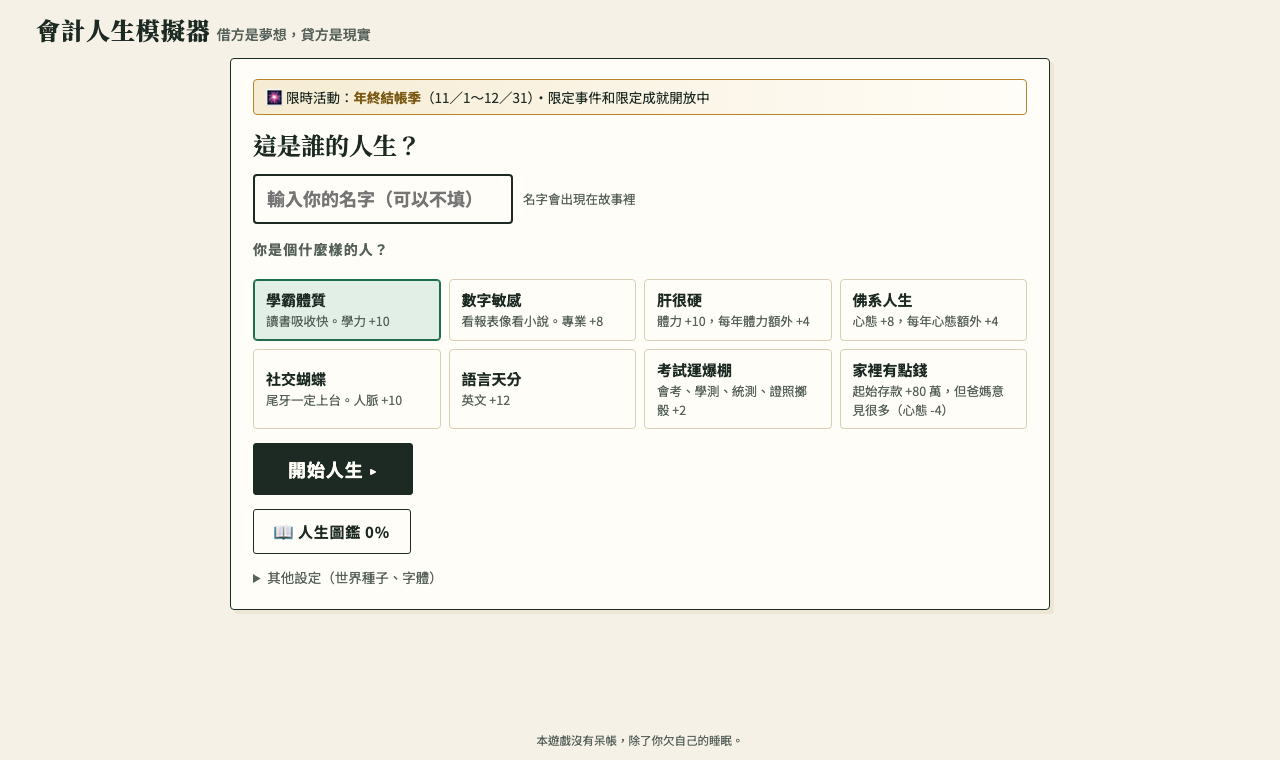 會計人生模擬器 借方是夢想，貸方是現實
🎆 限時活動：年終結帳季（11／1～12／31）・限定事件和限定成就開放中
這是誰的人生？
輸入你的名字（可以不填） 名字會出現在故事裡
你是個什麼樣的人？
學霸體質
讀書吸收快。學力 +10
數字敏感
看報表像看小說。專業 +8
肝很硬
體力 +10，每年體力額外 +4
佛系人生
心態 +8，每年心態額外 +4
社交蝴蝶
尾牙一定上台。人脈 +10
語言天分
英文 +12
考試運爆棚
會考、學測、統測、證照擲
骰 +2
家裡有點錢
起始存款 +80 萬，但爸媽意
見很多（心態 -4）
開始人生 ▸
📖 人生圖鑑 0%
▶ 其他設定（世界種子、字體）
本遊戲沒有呆帳，除了你欠自己的睡眠。